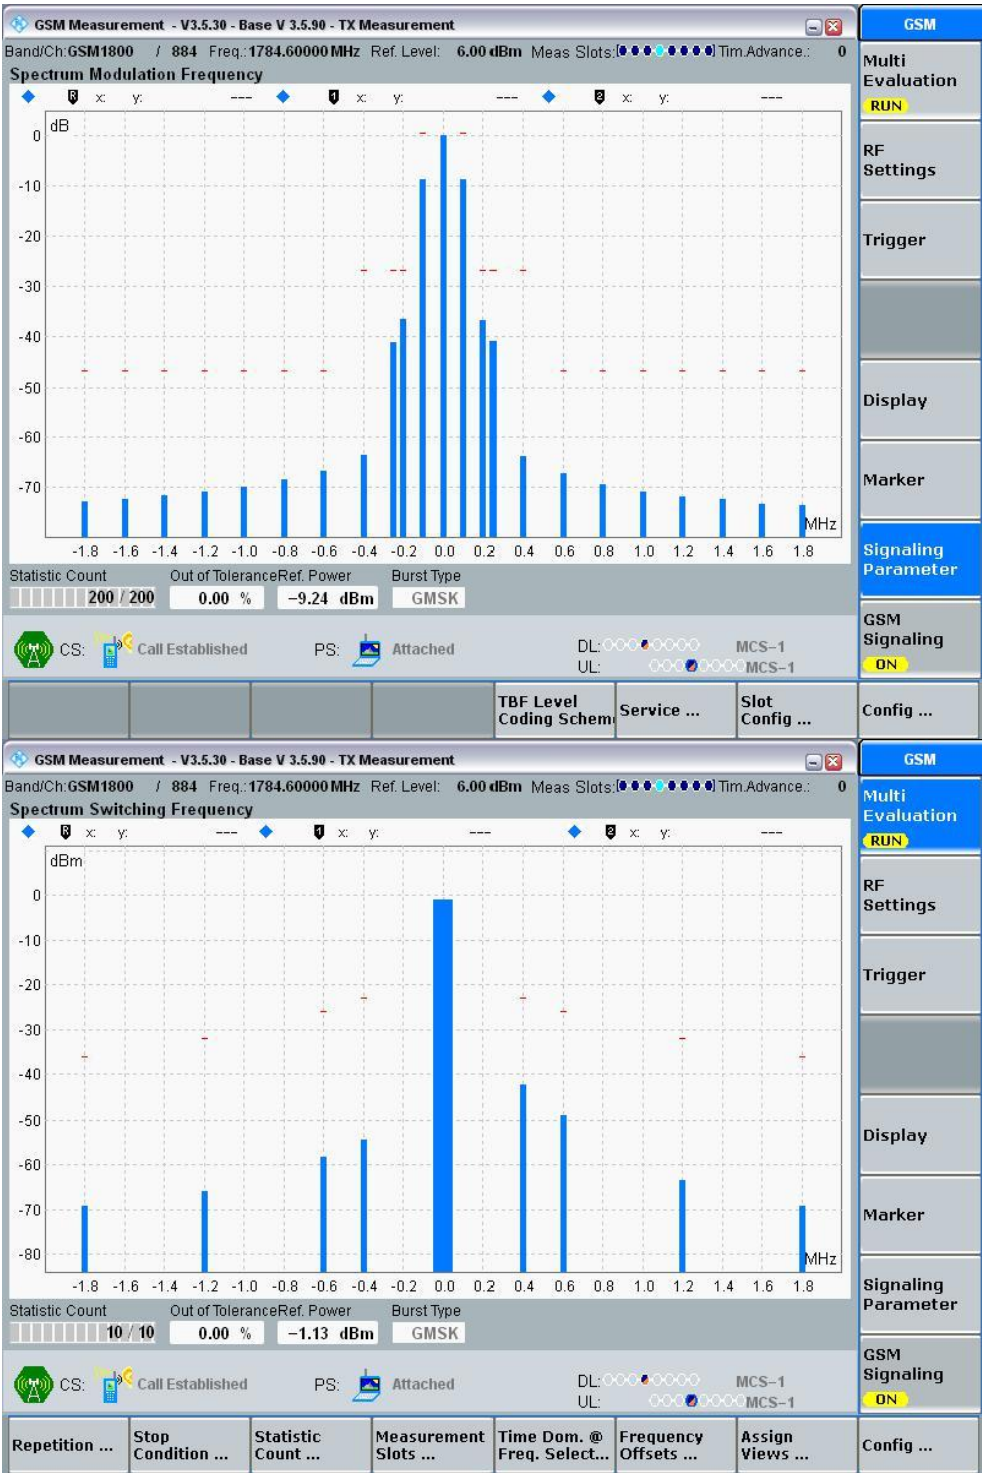 GSM Measurement - V3.5.30 - Base V 3.5.90 - TX Measurement
GSM
Band/Ch:GSM1800 / 884 Freq.:1784.60000 MHz Ref. Level: 6.00 dBm Meas Slots: Tim.Advance.: 0
Spectrum Modulation Frequency
R x: y: --- 1 x: y: --- 2 x: y: ---
dB
0
-10
-20
-30
-40
-50
-60
-70
MHz
-1.8 -1.6 -1.4 -1.2 -1.0 -0.8 -0.6 -0.4 -0.2 0.0 0.2 0.4 0.6 0.8 1.0 1.2 1.4 1.6 1.8
Statistic Count Out of ToleranceRef. Power Burst Type
200 / 200 0.00 % -9.24 dBm GMSK
CS: Call Established PS: Attached DL: MCS-1
UL: MCS-1
Multi
Evaluation
RUN
RF
Settings
Trigger
Display
Marker
Signaling
Parameter
GSM
Signaling
ON
TBF Level
Coding Schem
Service ...
Slot
Config ...
Config ...
GSM Measurement - V3.5.30 - Base V 3.5.90 - TX Measurement
GSM
Band/Ch:GSM1800 / 884 Freq.:1784.60000 MHz Ref. Level: 6.00 dBm Meas Slots: Tim.Advance.: 0
Spectrum Switching Frequency
R x: y: --- 1 x: y: --- 2 x: y: ---
dBm
0
-10
-20
-30
-40
-50
-60
-70
-80
MHz
-1.8 -1.6 -1.4 -1.2 -1.0 -0.8 -0.6 -0.4 -0.2 0.0 0.2 0.4 0.6 0.8 1.0 1.2 1.4 1.6 1.8
Statistic Count Out of ToleranceRef. Power Burst Type
10 / 10 0.00 % -1.13 dBm GMSK
CS: Call Established PS: Attached DL: MCS-1
UL: MCS-1
Multi
Evaluation
RUN
RF
Settings
Trigger
Display
Marker
Signaling
Parameter
GSM
Signaling
ON
Repetition ...
Stop
Condition ...
Statistic
Count ...
Measurement
Slots ...
Time Dom. @
Freq. Select...
Frequency
Offsets ...
Assign
Views ...
Config ...